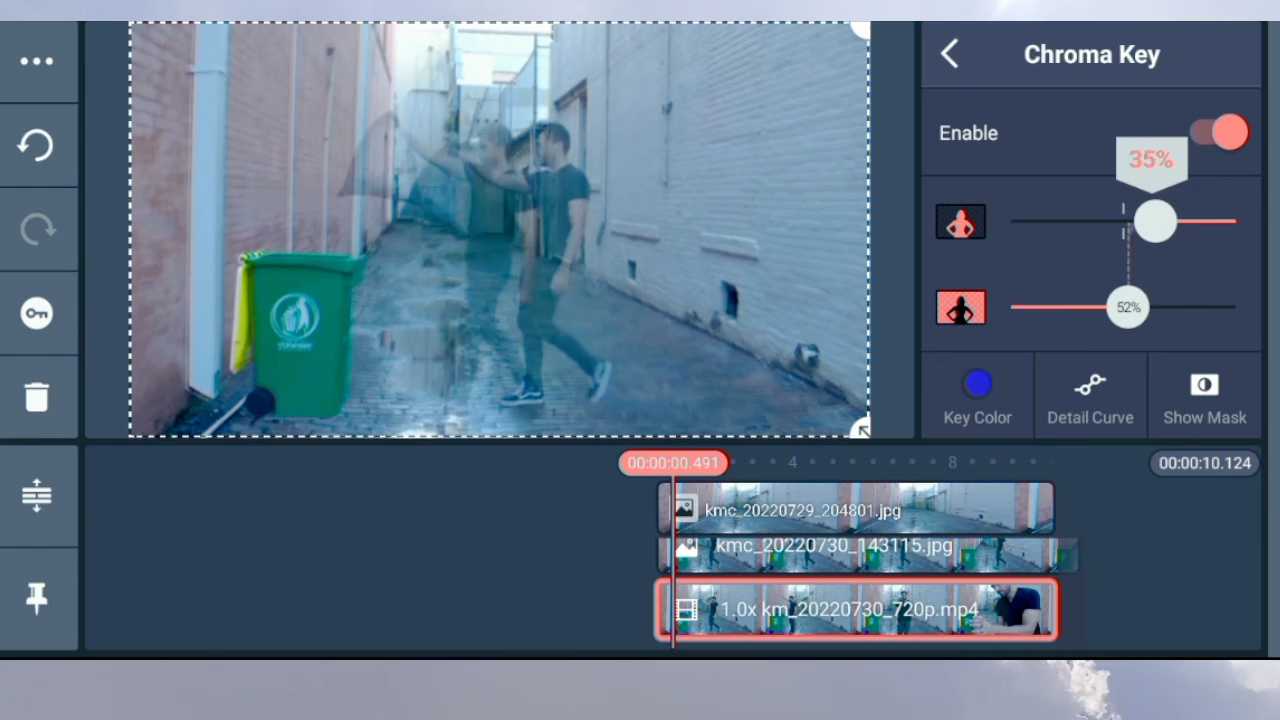 Chroma Key
Enable
35%
52%
Key Color
Detail Curve
Show Mask
00:00:00.491
4
8
00:00:10.124
kmc_20220729_204801.jpg
kmc_20220730_143115.jpg
1.0x km_20220730_720p.mp4